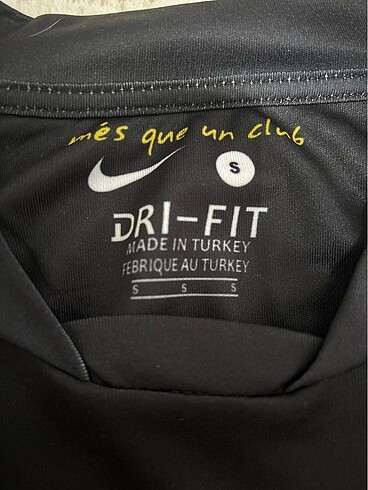 més que un club
S
DRI-FIT
MADE IN TURKEY
FEBRIQUE AU TURKEY
S S S